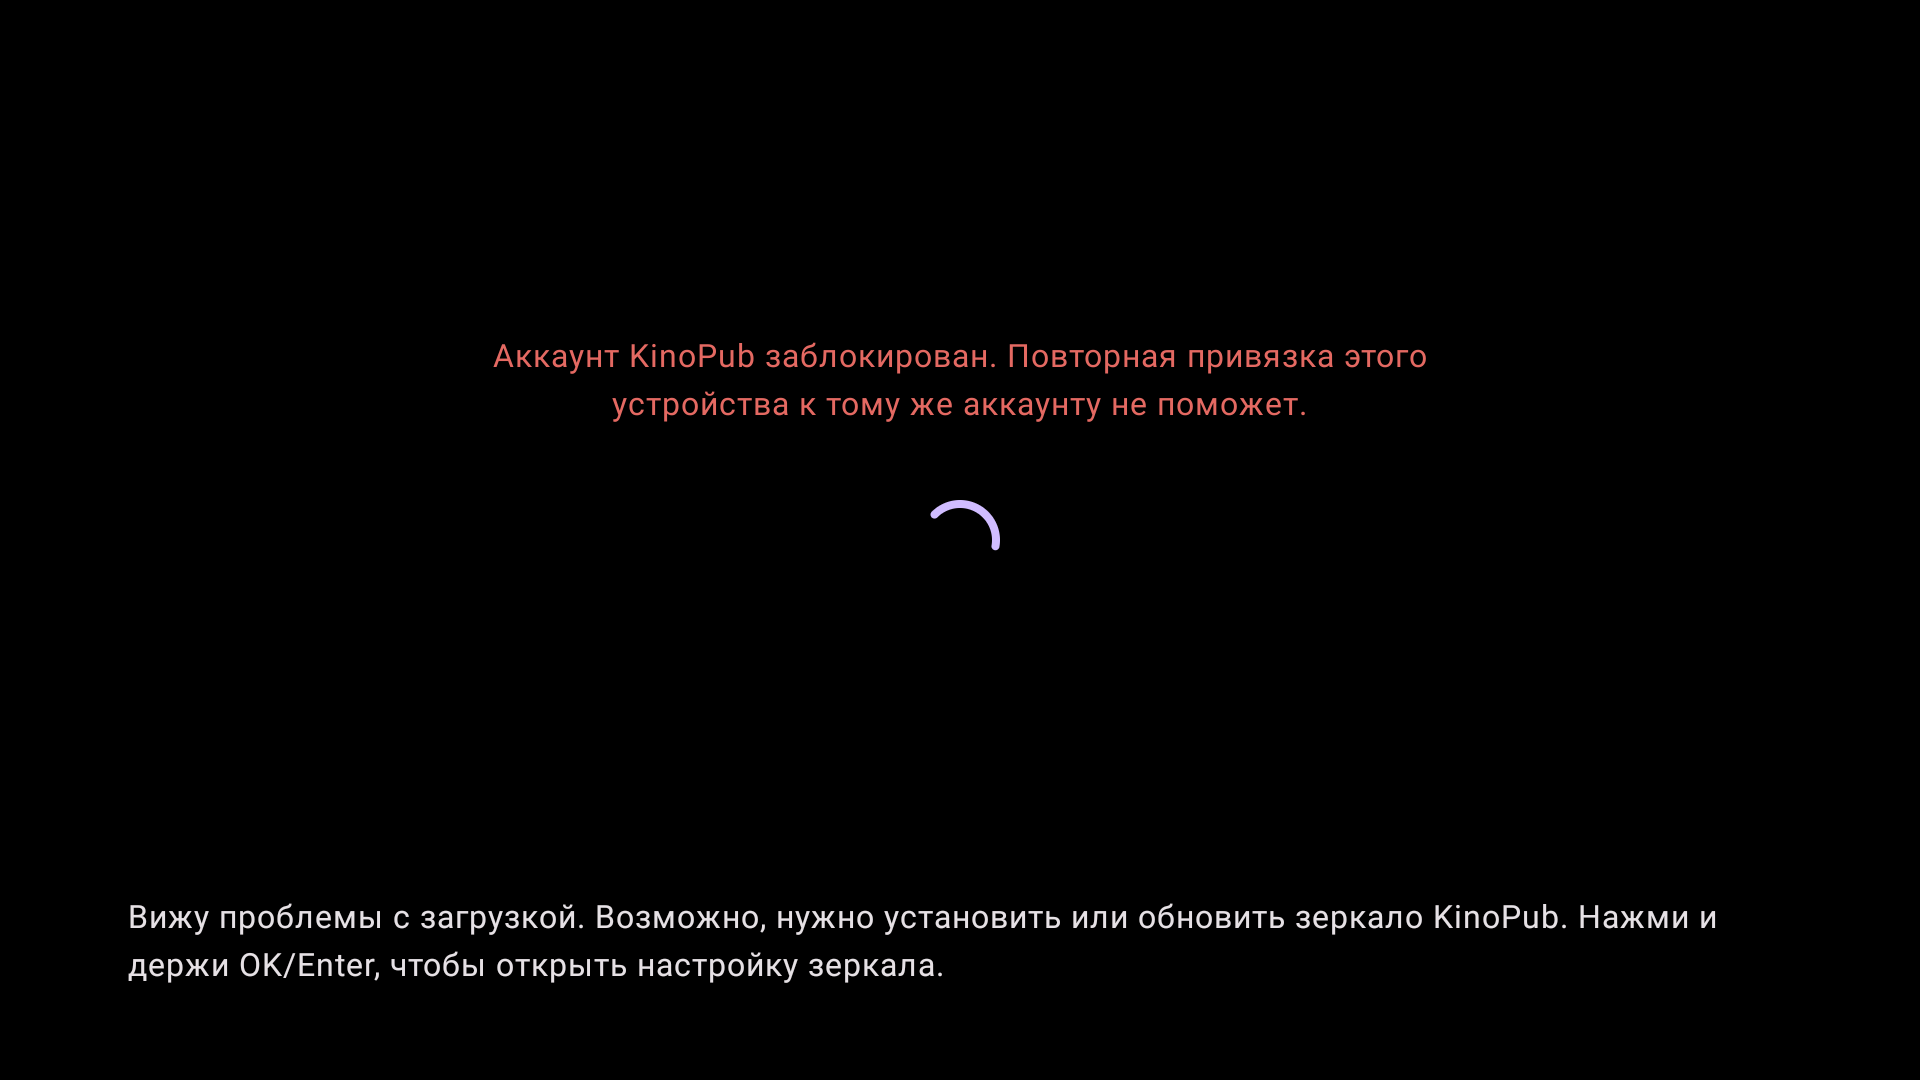 Аккаунт KinoPub заблокирован. Повторная привязка этого
устройства к тому же аккаунту не поможет.
Вижу проблемы с загрузкой. Возможно, нужно установить или обновить зеркало KinoPub. Нажми и
держи OK/Enter, чтобы открыть настройку зеркала.